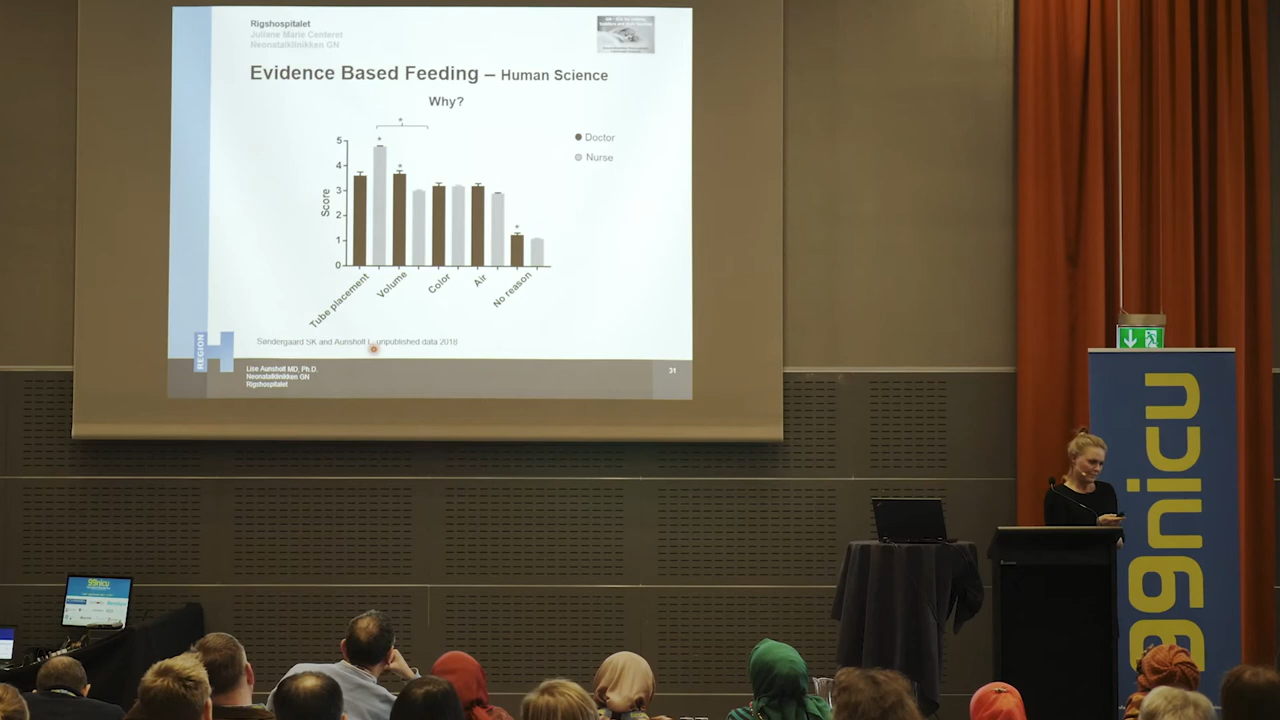 Rigshospitalet
Juliane Marie Centeret
Neonatalklinikken GN
Evidence Based Feeding – Human Science
Why?
*
*
*
*
Doctor
Nurse
Score
5
4
3
2
1
0
Tube placement
Volume
Color
Air
No reason
Søndergaard SK and Aunsholt L, unpublished data 2018
REGION
H
Lise Aunsholt MD, Ph.D.
Neonatalklinikken GN
Rigshospitalet
31
99nicu
99nicu